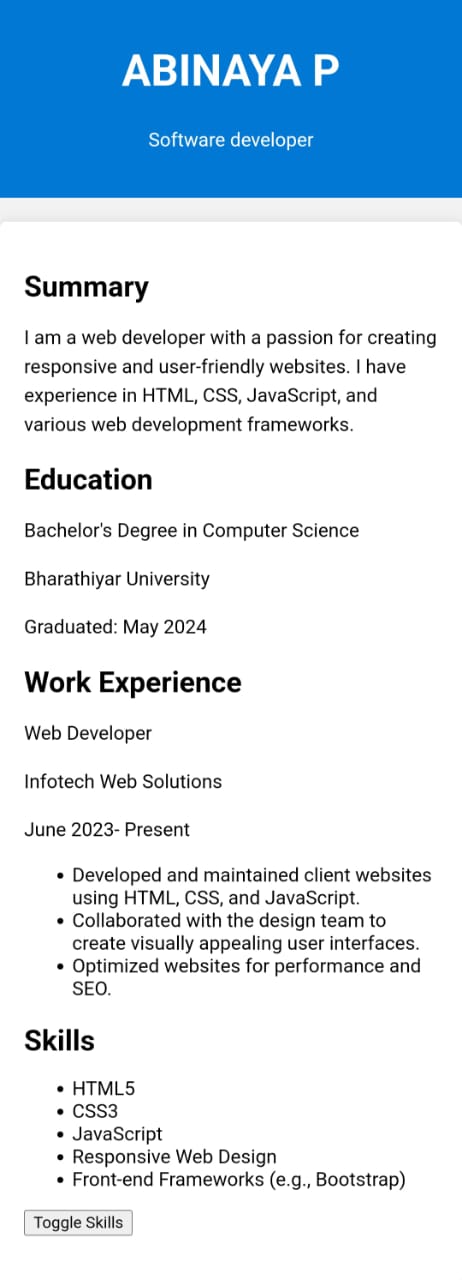 ABINAYA P
Software developer
Summary
I am a web developer with a passion for creating
responsive and user-friendly websites. I have
experience in HTML, CSS, JavaScript, and
various web development frameworks.
Education
Bachelor's Degree in Computer Science
Bharathiyar University
Graduated: May 2024
Work Experience
Web Developer
Infotech Web Solutions
June 2023- Present
• Developed and maintained client websites
using HTML, CSS, and JavaScript.
• Collaborated with the design team to
create visually appealing user interfaces.
• Optimized websites for performance and
SEO.
Skills
• HTML5
• CSS3
• JavaScript
• Responsive Web Design
• Front-end Frameworks (e.g., Bootstrap)
Toggle Skills